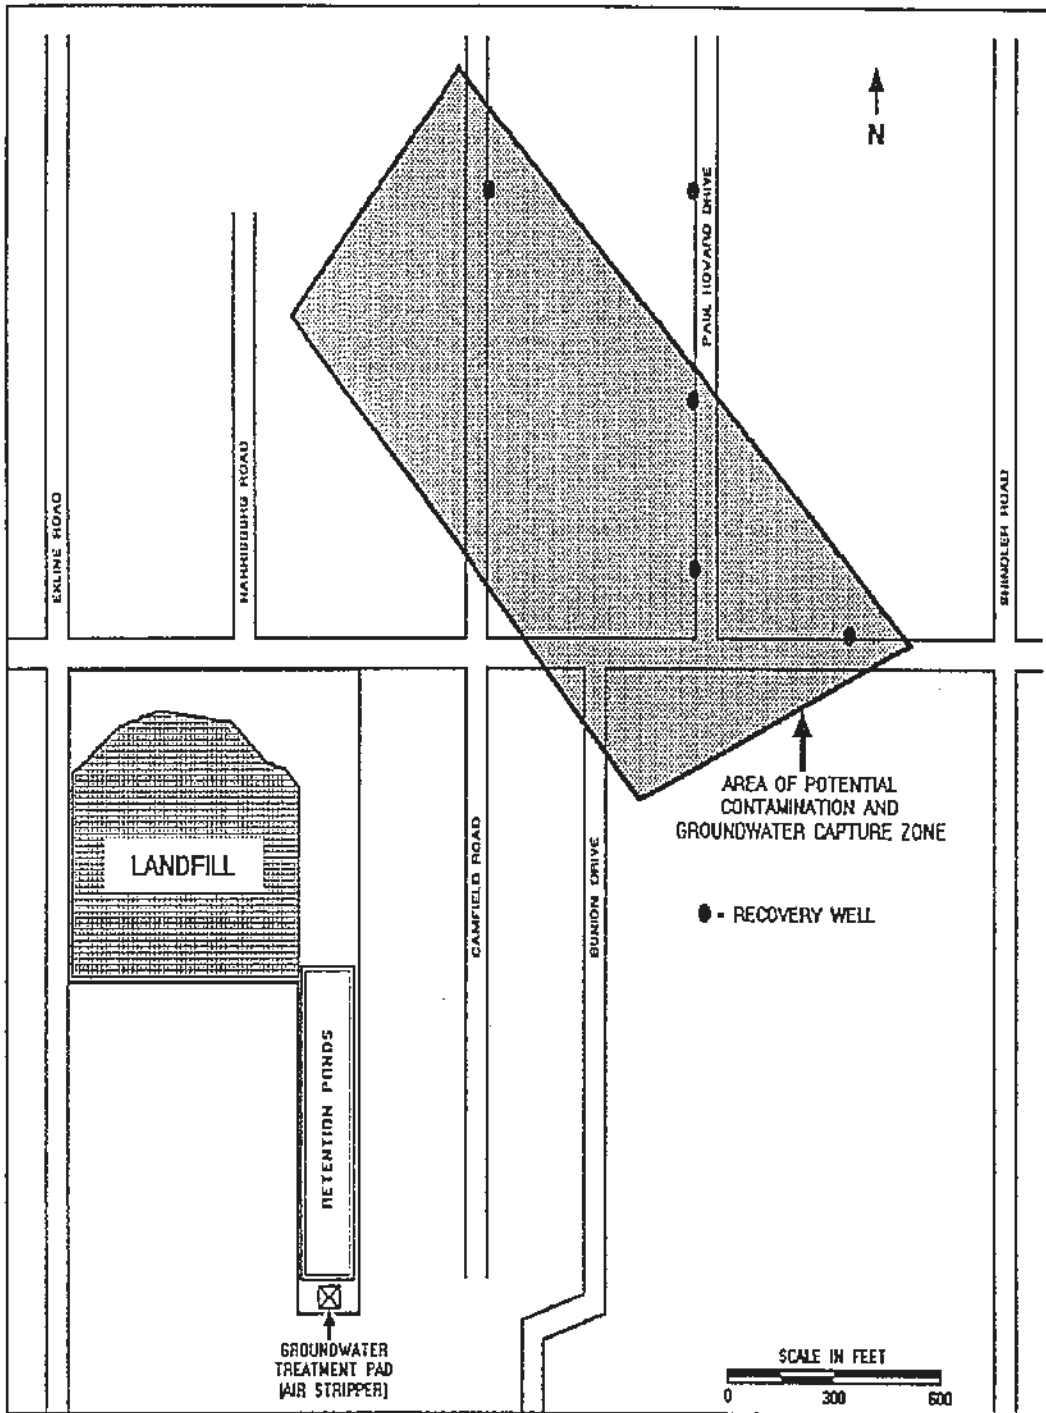 N
PAUL HOWARD DRIVE
EKLINE ROAD
HARRISBURG ROAD
SHINDLER ROAD
AREA OF POTENTIAL
CONTAMINATION AND
GROUNDWATER CAPTURE ZONE
LANDFILL
CAMFIELD ROAD
BUNION DRIVE
- RECOVERY WELL
RETENTION PONDS
GROUNDWATER
TREATMENT PAD
(AIR STRIPPER)
SCALE IN FEET
0 300 600